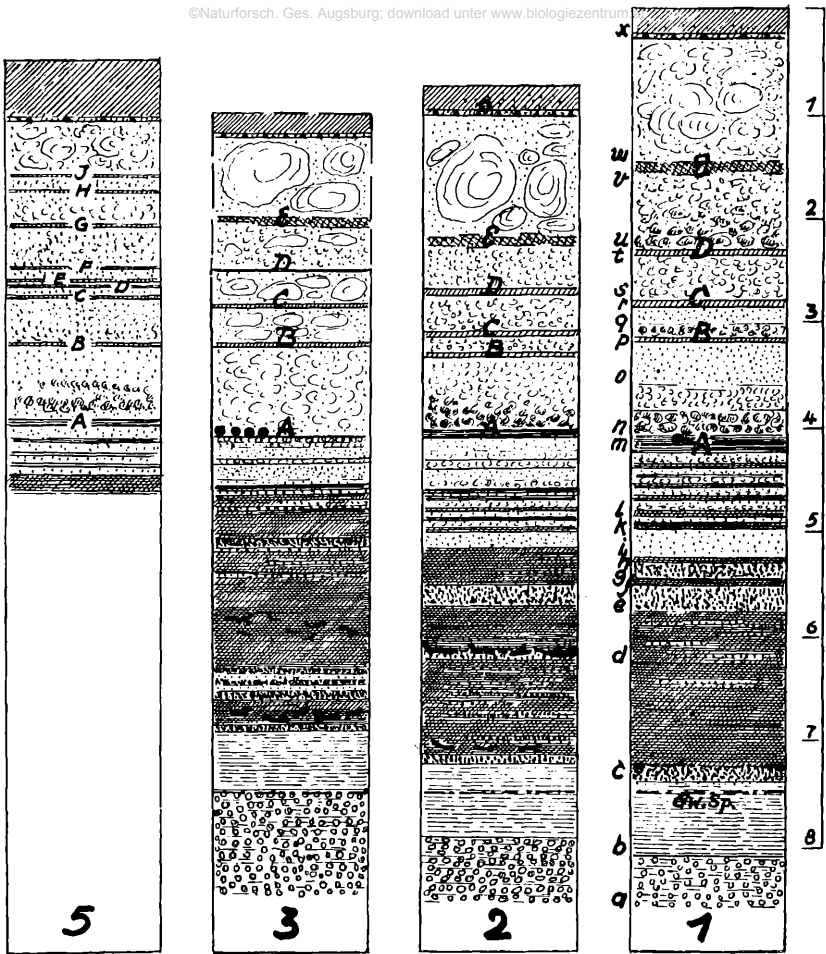 ©Naturforsch. Ges. Augsburg; download unter www.biologiezentrum
J
H
G
F
E
D
C
B
A
5
E
D
C
B
A
3
A
E
D
C
B
A
2
x
w
v
u
t
s
r
q
p
o
n
m
l
k
i
h
g
e
d
c
b
a
E
D
C
B
A
Gw. Sp.
1
1
2
3
4
5
6
7
8